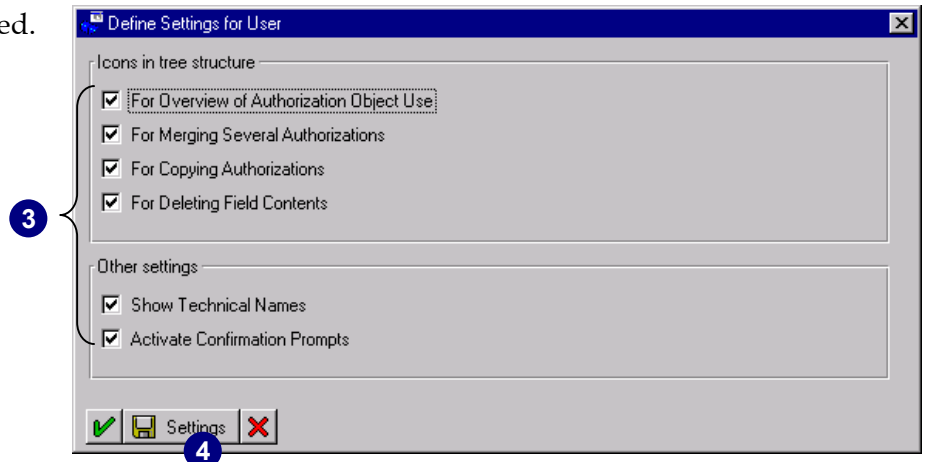 ed.
Define Settings for User
Icons in tree structure
For Overview of Authorization Object Use
For Merging Several Authorizations
For Copying Authorizations
For Deleting Field Contents
3
Other settings
Show Technical Names
Activate Confirmation Prompts
Settings
4